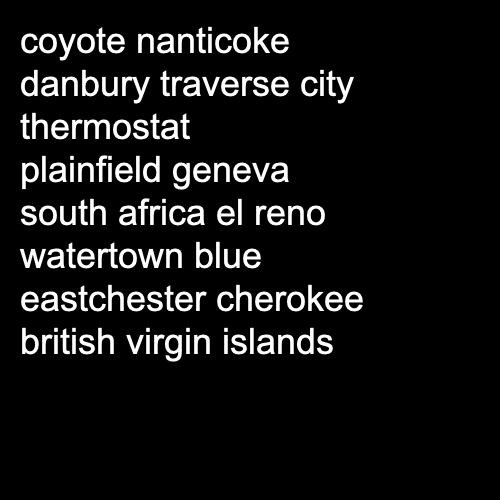 coyote nanticoke
danbury traverse city
thermostat
plainfield geneva
south africa el reno
watertown blue
eastchester cherokee
british virgin islands